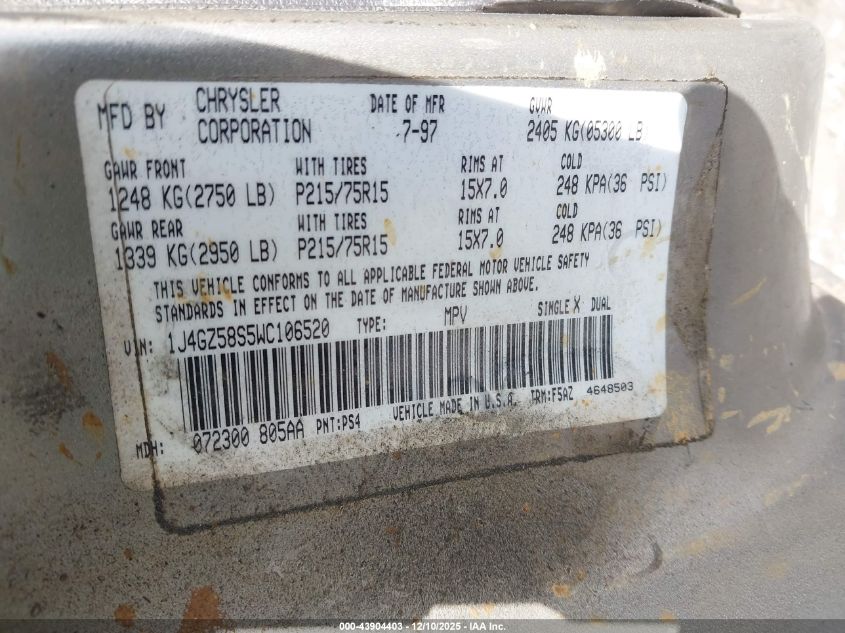 MFD BY CHRYSLER CORPORATION DATE OF MFR 7-97 GVWR 2405 KG(05300 LB
GAWR FRONT WITH TIRES RIMS AT COLD
1248 KG(2750 LB) P215/75R15 15X7.0 248 KPA(36 PSI)
GAWR REAR WITH TIRES RIMS AT COLD
1339 KG(2950 LB) P215/75R15 15X7.0 248 KPA(36 PSI)
THIS VEHICLE CONFORMS TO ALL APPLICABLE FEDERAL MOTOR VEHICLE SAFETY
STANDARDS IN EFFECT ON THE DATE OF MANUFACTURE SHOWN ABOVE.
VIN: 1J4GZ58S5WC106520 TYPE: MPV SINGLE X DUAL
MDH: 072300 805AA PNT:PS4 VEHICLE MADE IN U.S.A. TRM:F5AZ 4648503
000-43904403 - 12/10/2025 - IAA Inc.